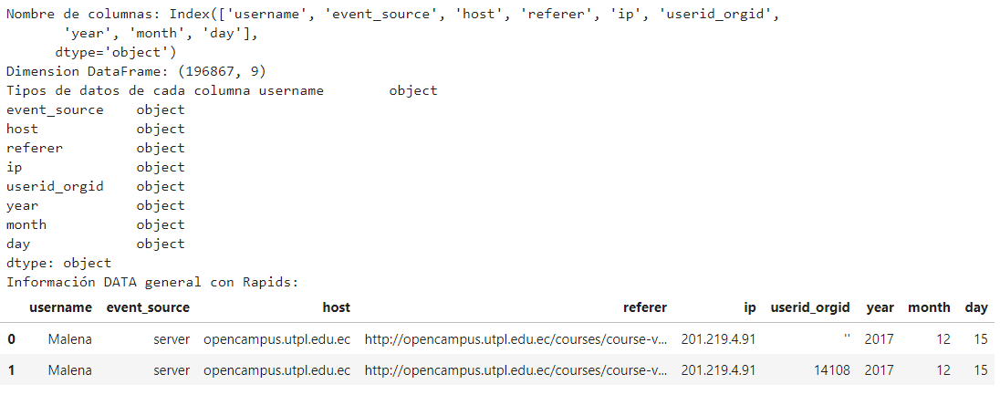 Nombre de columnas: Index(['username', 'event_source', 'host', 'referer', 'ip', 'userid_orgid',
'year', 'month', 'day'],
dtype='object')
Dimension DataFrame: (196867, 9)
Tipos de datos de cada columna username object
event_source object
host object
referer object
ip object
userid_orgid object
year object
month object
day object
dtype: object
Información DATA general con Rapids:
username event_source host referer ip userid_orgid year month day
0 Malena server opencampus.utpl.edu.ec http://opencampus.utpl.edu.ec/courses/course-v... 201.219.4.91 '' 2017 12 15
1 Malena server opencampus.utpl.edu.ec http://opencampus.utpl.edu.ec/courses/course-v... 201.219.4.91 14108 2017 12 15